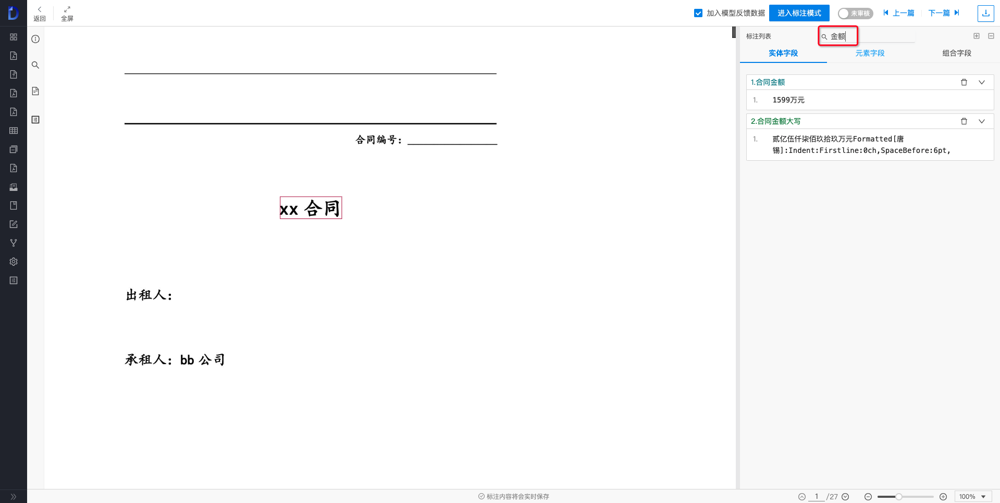 返回
全屏
加入模型反馈数据
进入标注模式
未审核
上一篇
下一篇
标注列表
金额
实体字段
元素字段
组合字段
1.合同金额
1. 1599万元
2.合同金额大写
1. 贰亿伍仟柒佰玖拾玖万元Formatted[唐
锡]:Indent:Firstline:0ch,SpaceBefore:6pt,
合同编号：
xx 合同
出租人：
承租人：bb 公司
标注内容将会实时保存
1 /27
100%